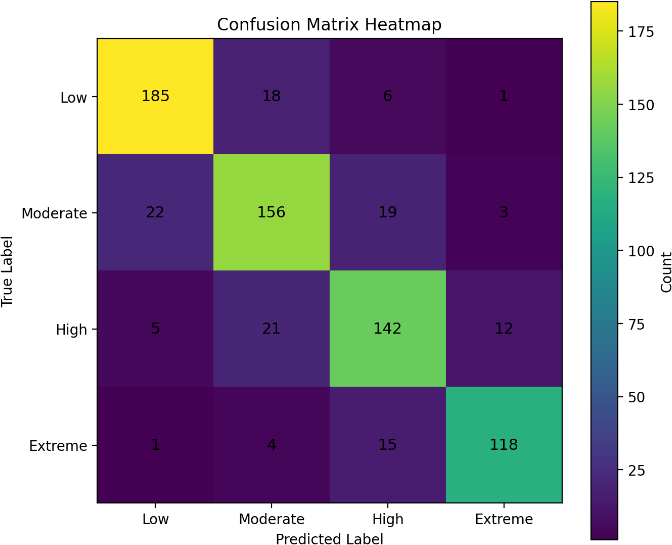 Confusion Matrix Heatmap
True Label
Low 185 18 6 1
Moderate 22 156 19 3
High 5 21 142 12
Extreme 1 4 15 118
Low Moderate High Extreme
Predicted Label
175
150
125
100
75
50
25
Count